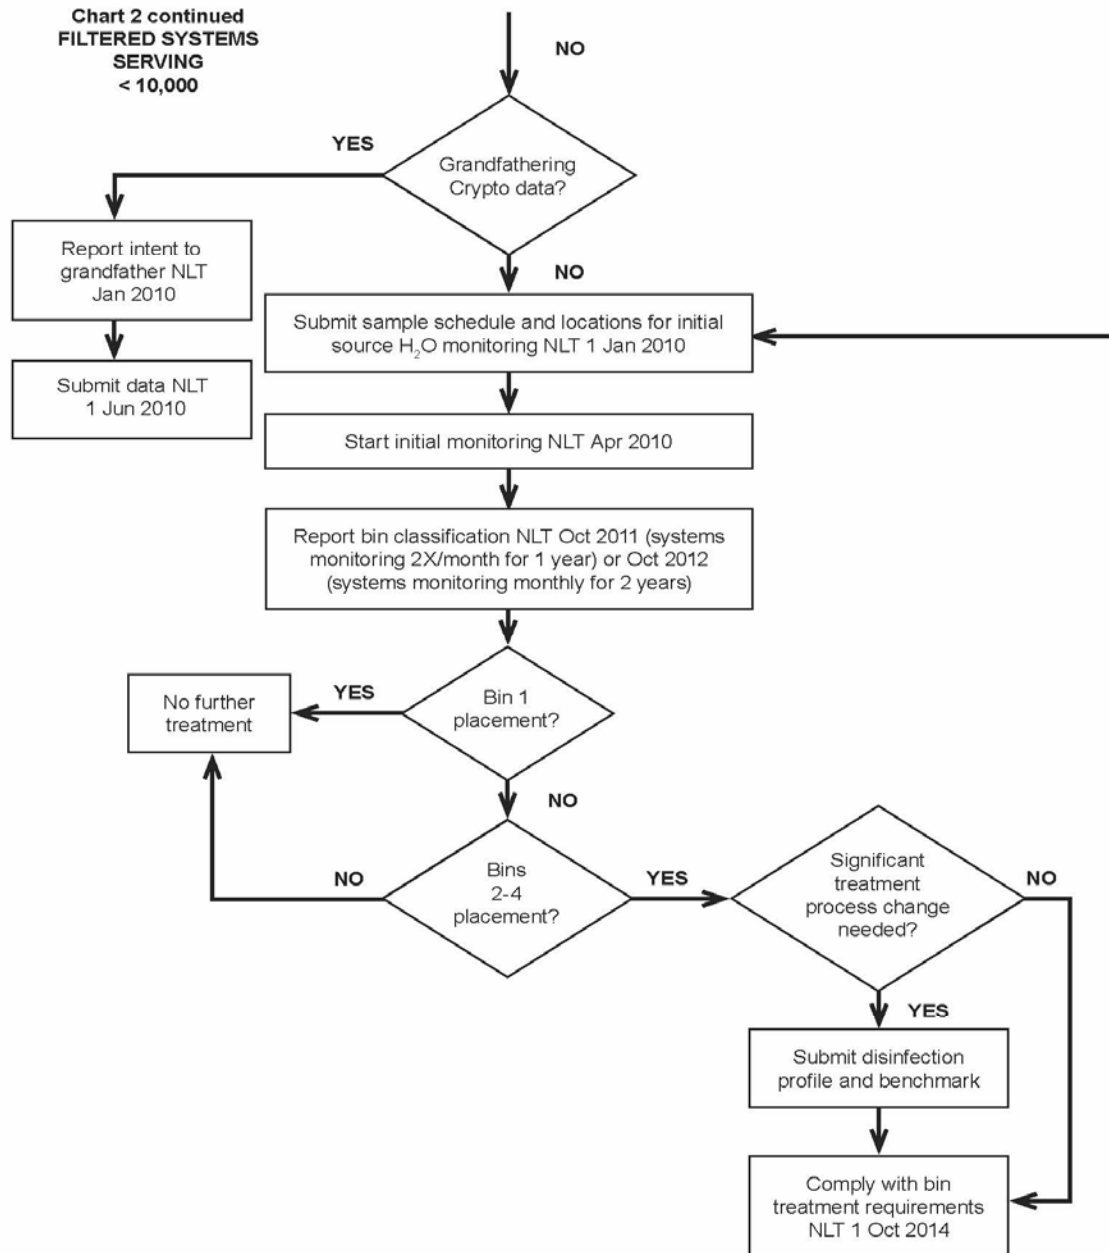 Chart 2 continued
FILTERED SYSTEMS
SERVING
< 10,000
NO
YES
Grandfathering
Crypto data?
Report intent to
grandfather NLT
Jan 2010
NO
Submit sample schedule and locations for initial
source H₂O monitoring NLT 1 Jan 2010
Submit data NLT
1 Jun 2010
Start initial monitoring NLT Apr 2010
Report bin classification NLT Oct 2011 (systems
monitoring 2X/month for 1 year) or Oct 2012
(systems monitoring monthly for 2 years)
No further
treatment
YES
Bin 1
placement?
NO
NO
Bins
2-4
placement?
YES
Significant
treatment
process change
needed?
NO
YES
Submit disinfection
profile and benchmark
Comply with bin
treatment requirements
NLT 1 Oct 2014